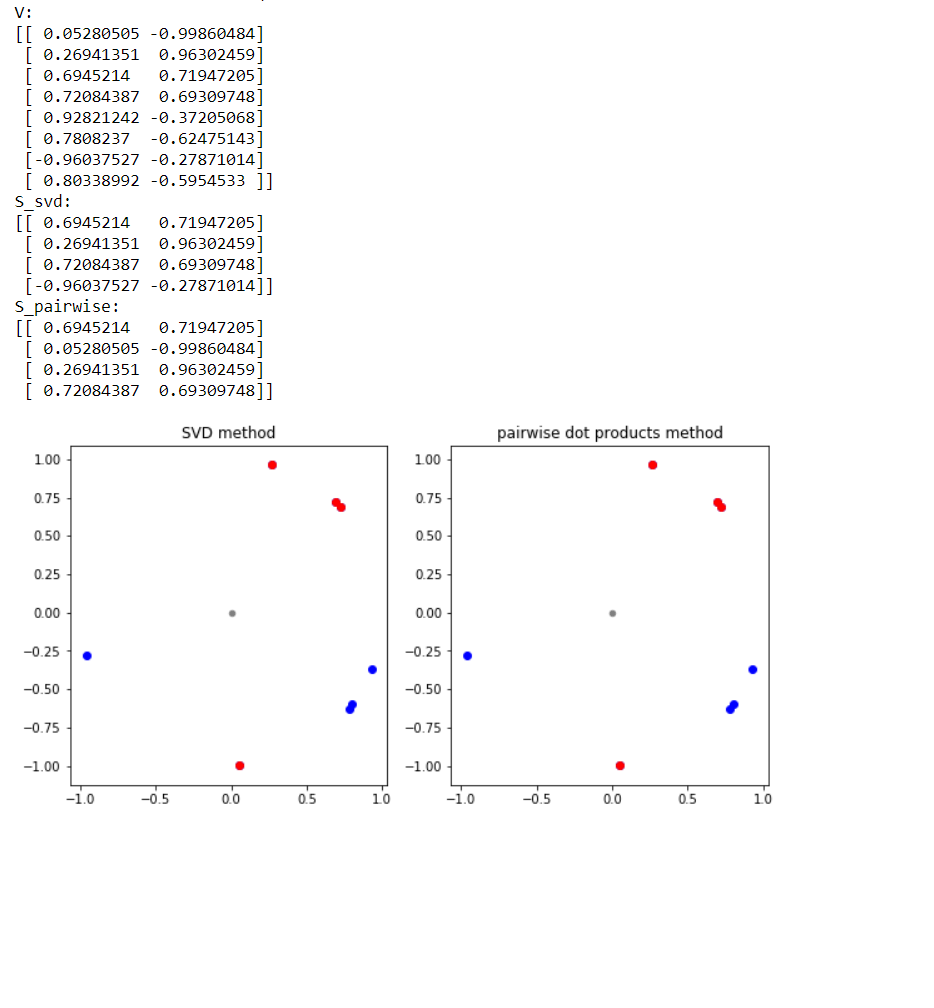 V:
[[ 0.05280505 -0.99860484]
[ 0.26941351 0.96302459]
[ 0.6945214 0.71947205]
[ 0.72084387 0.69309748]
[ 0.92821242 -0.37205068]
[ 0.7808237 -0.62475143]
[-0.96037527 -0.27871014]
[ 0.80338992 -0.5954533 ]]
S_svd:
[[ 0.6945214 0.71947205]
[ 0.26941351 0.96302459]
[ 0.72084387 0.69309748]
[-0.96037527 -0.27871014]]
S_pairwise:
[[ 0.6945214 0.71947205]
[ 0.05280505 -0.99860484]
[ 0.26941351 0.96302459]
[ 0.72084387 0.69309748]]
SVD method
1.00
0.75
0.50
0.25
0.00
−0.25
−0.50
−0.75
−1.00
−1.0 −0.5 0.0 0.5 1.0
pairwise dot products method
1.00
0.75
0.50
0.25
0.00
−0.25
−0.50
−0.75
−1.00
−1.0 −0.5 0.0 0.5 1.0